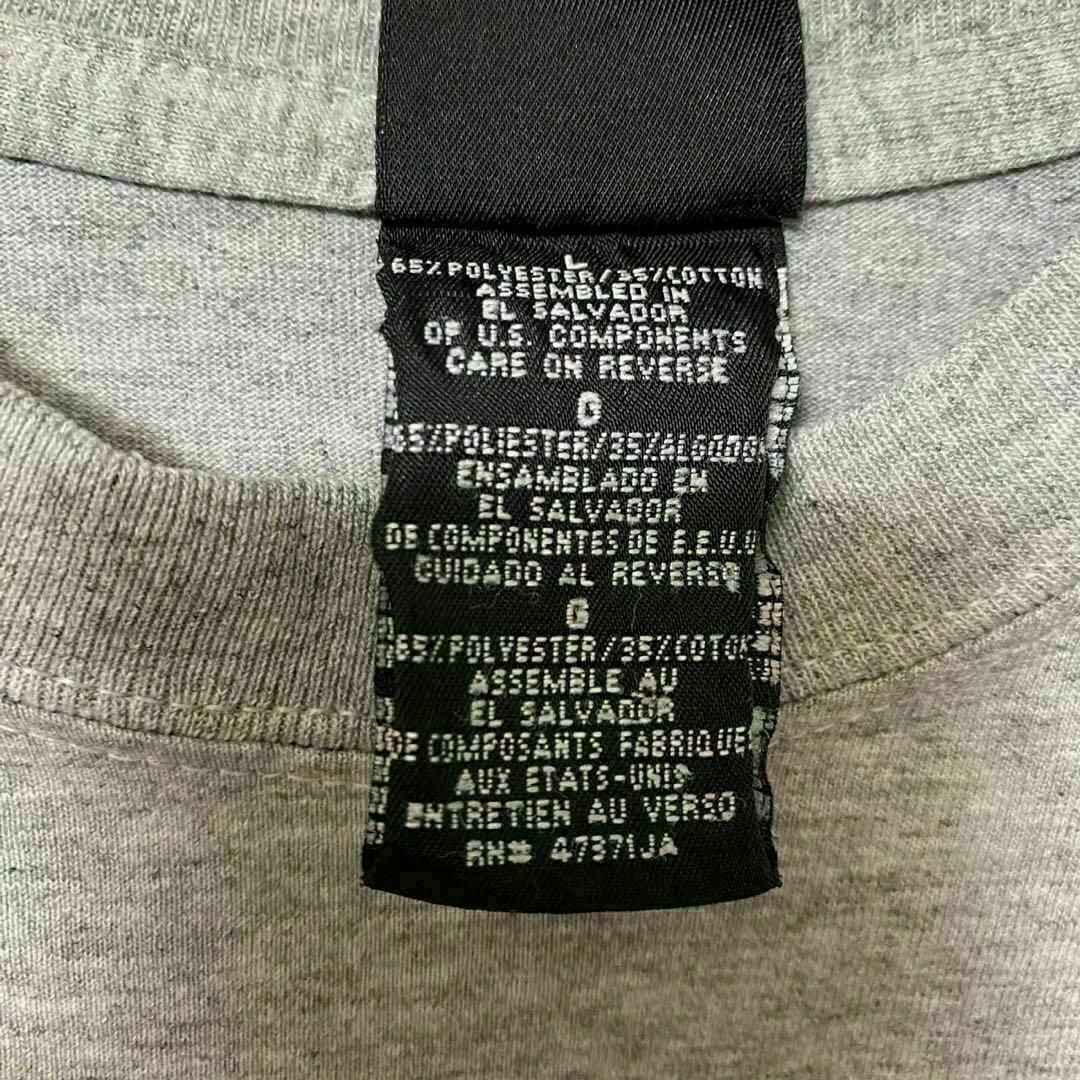 L
65% POLYESTER/35% COTTON
ASSEMBLED IN
EL SALVADOR
OF U.S. COMPONENTS
CARE ON REVERSE
G
65% POLIESTER/35% ALGODON
ENSAMBLADO EN
EL SALVADOR
DE COMPONENTES DE E.E.U.U
CUIDADO AL REVERSO
G
65% POLYESTER/35% COTON
ASSEMBLE AU
EL SALVADOR
DE COMPOSANTS FABRIQUE
AUX ETATS-UNIS
ENTRETIEN AU VERSO
RN# 47371JA